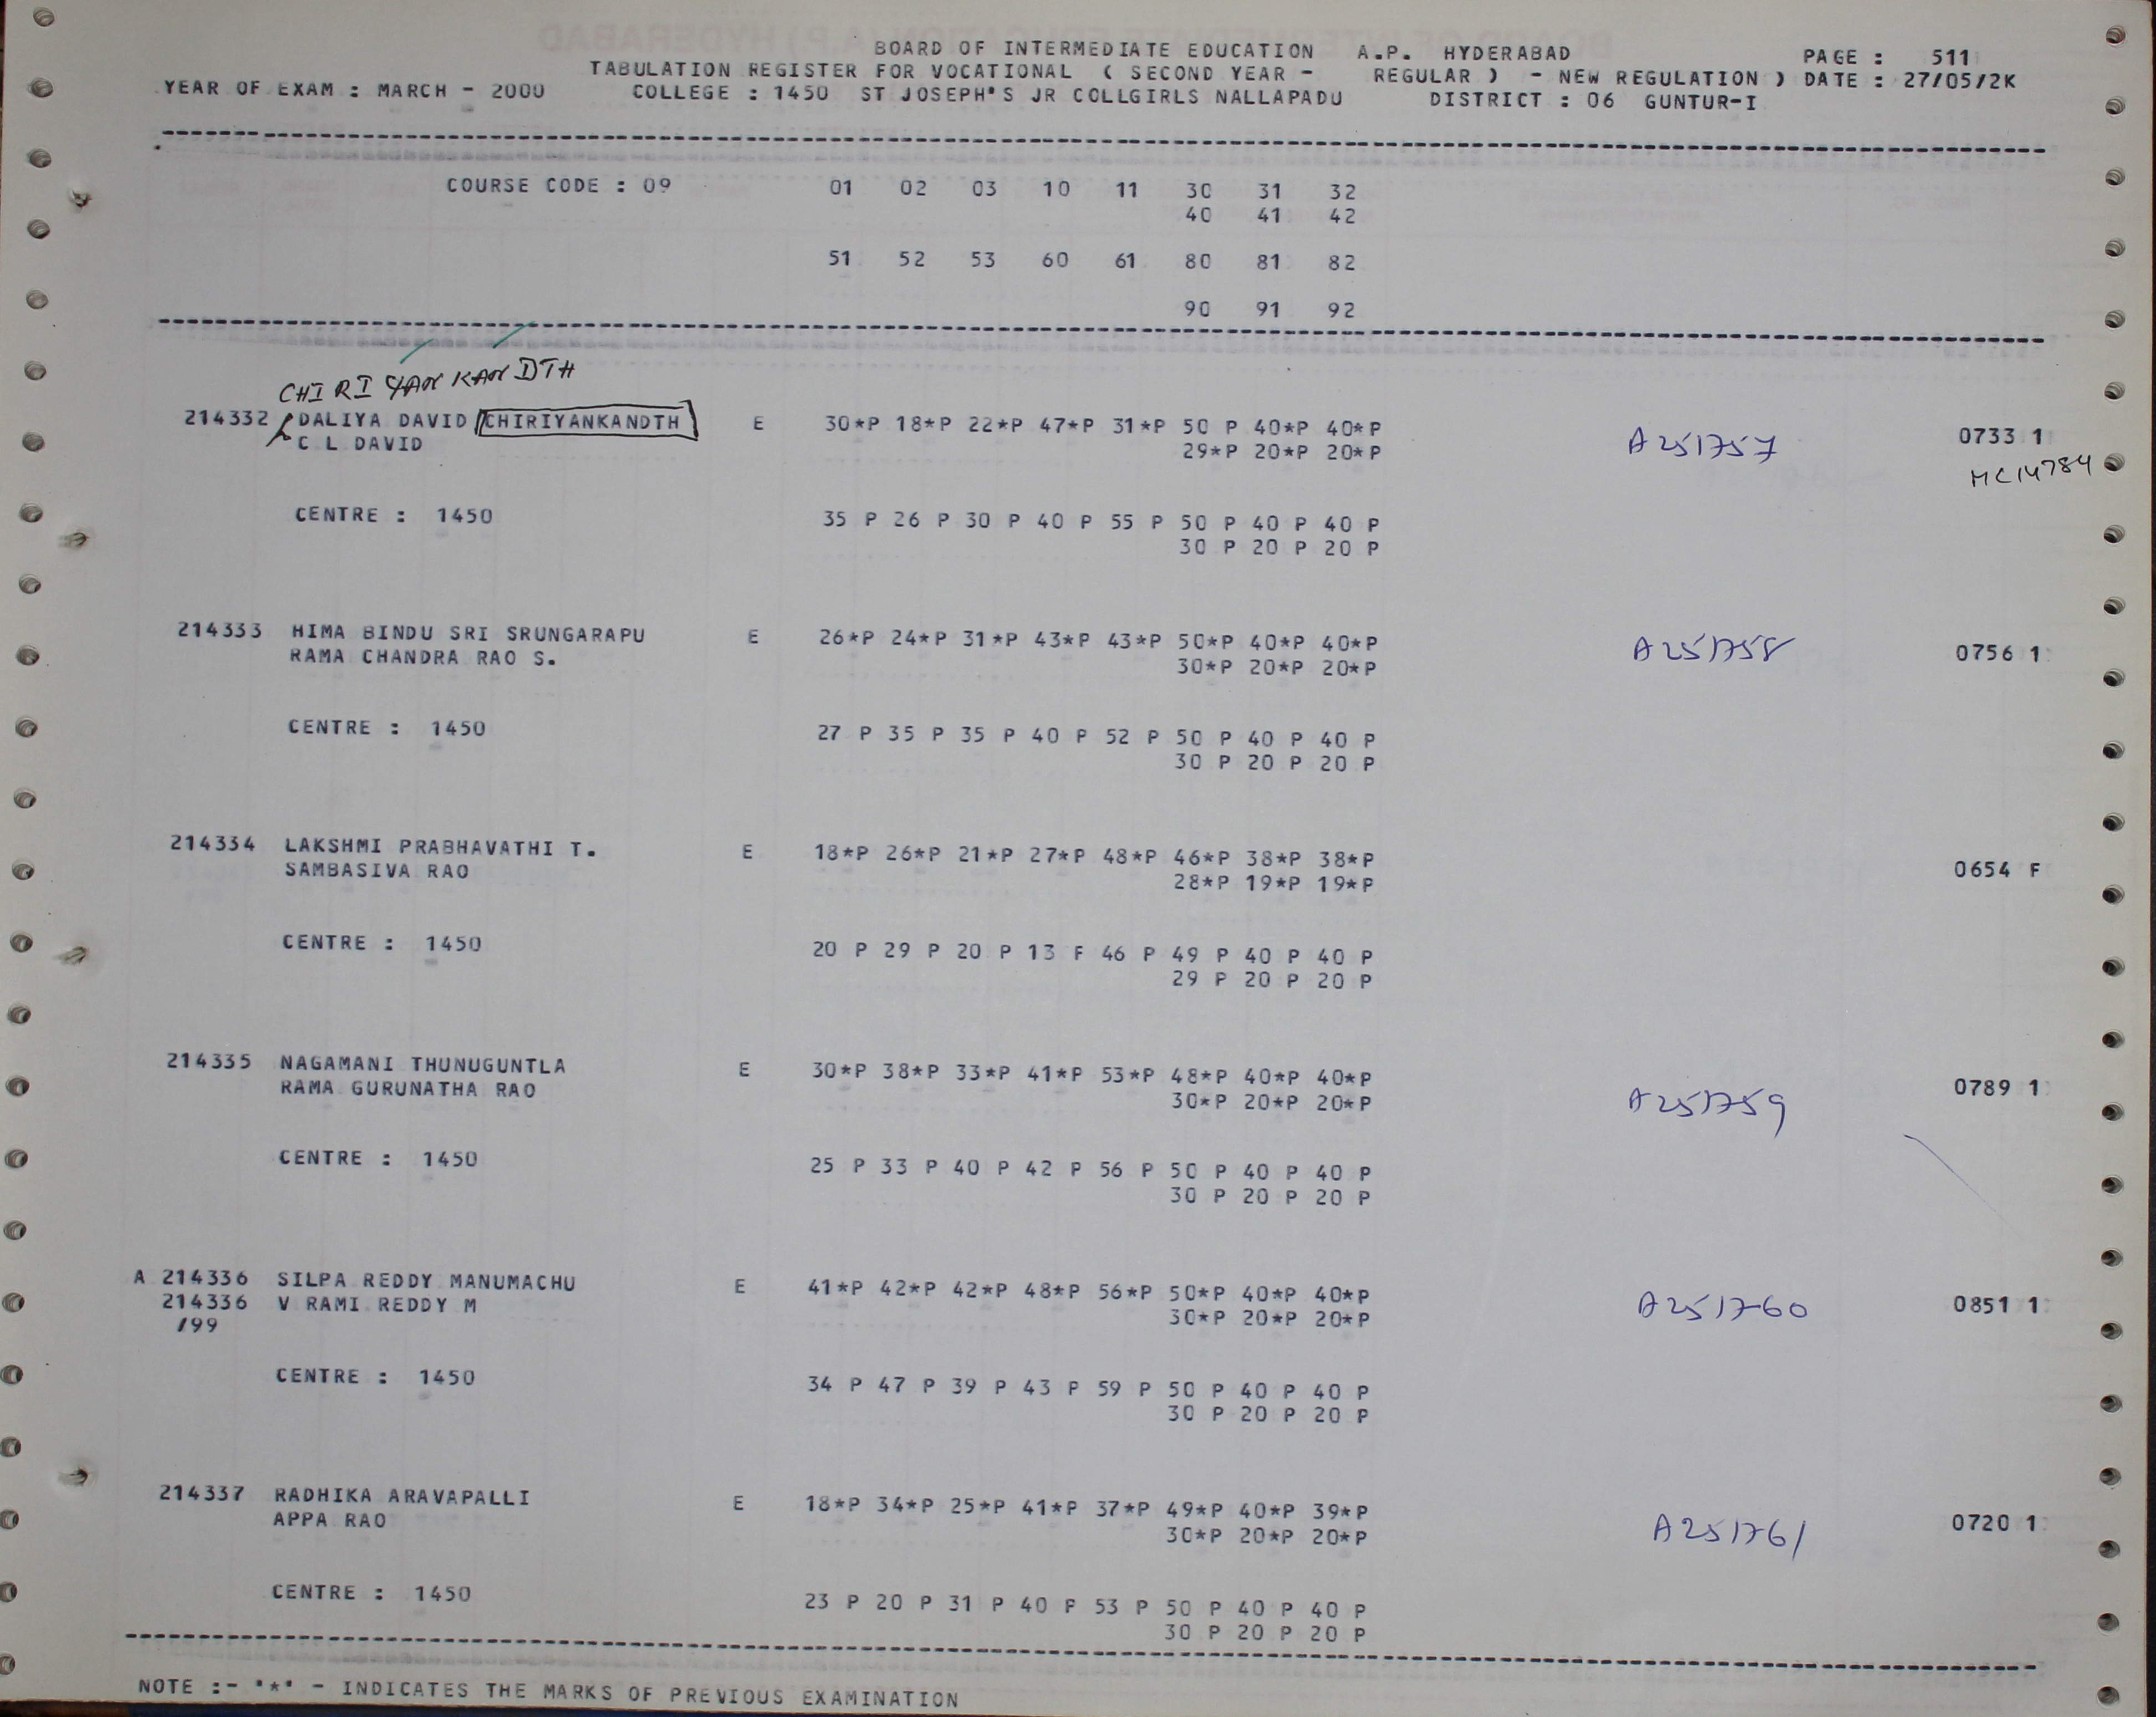 BOARD OF INTERMEDIATE EDUCATION A.P. HYDERABAD PAGE : 511
TABULATION REGISTER FOR VOCATIONAL ( SECOND YEAR - REGULAR ) - NEW REGULATION ) DATE : 27/05/2K
YEAR OF EXAM : MARCH - 2000 COLLEGE : 1450 ST JOSEPH'S JR COLLGIRLS NALLAPADU DISTRICT : 06 GUNTUR-I
COURSE CODE : 09 01 02 03 10 11 30 31 32
40 41 42
51 52 53 60 61 80 81 82
90 91 92
CHIRIYANKANDTH
214332 DALIYA DAVID CHIRIYANKANDTH E 30*P 18*P 22*P 47*P 31*P 50 P 40*P 40*P A251757 0733 1
C L DAVID 29*P 20*P 20*P
MC14784
CENTRE : 1450 35 P 26 P 30 P 40 P 55 P 50 P 40 P 40 P
30 P 20 P 20 P
214333 HIMA BINDU SRI SRUNGARAPU E 26*P 24*P 31*P 43*P 43*P 50*P 40*P 40*P A251758 0756 1
RAMA CHANDRA RAO S. 30*P 20*P 20*P
CENTRE : 1450 27 P 35 P 35 P 40 P 52 P 50 P 40 P 40 P
30 P 20 P 20 P
214334 LAKSHMI PRABHAVATHI T. E 18*P 26*P 21*P 27*P 48*P 46*P 38*P 38*P 0654 F
SAMBASIVA RAO 28*P 19*P 19*P
CENTRE : 1450 20 P 29 P 20 P 13 F 46 P 49 P 40 P 40 P
29 P 20 P 20 P
214335 NAGAMANI THUNUGUNTLA E 30*P 38*P 33*P 41*P 53*P 48*P 40*P 40*P A251759 0789 1
RAMA GURUNATHA RAO 30*P 20*P 20*P
CENTRE : 1450 25 P 33 P 40 P 42 P 56 P 50 P 40 P 40 P
30 P 20 P 20 P
A 214336 SILPA REDDY MANUMACHU E 41*P 42*P 42*P 48*P 56*P 50*P 40*P 40*P A251760 0851 1
214336 V RAMI REDDY M 30*P 20*P 20*P
/99
CENTRE : 1450 34 P 47 P 39 P 43 P 59 P 50 P 40 P 40 P
30 P 20 P 20 P
214337 RADHIKA ARAVAPALLI E 18*P 34*P 25*P 41*P 37*P 49*P 40*P 39*P A251761 0720 1
APPA RAO 30*P 20*P 20*P
CENTRE : 1450 23 P 20 P 31 P 40 P 53 P 50 P 40 P 40 P
30 P 20 P 20 P
NOTE :- '*' - INDICATES THE MARKS OF PREVIOUS EXAMINATION